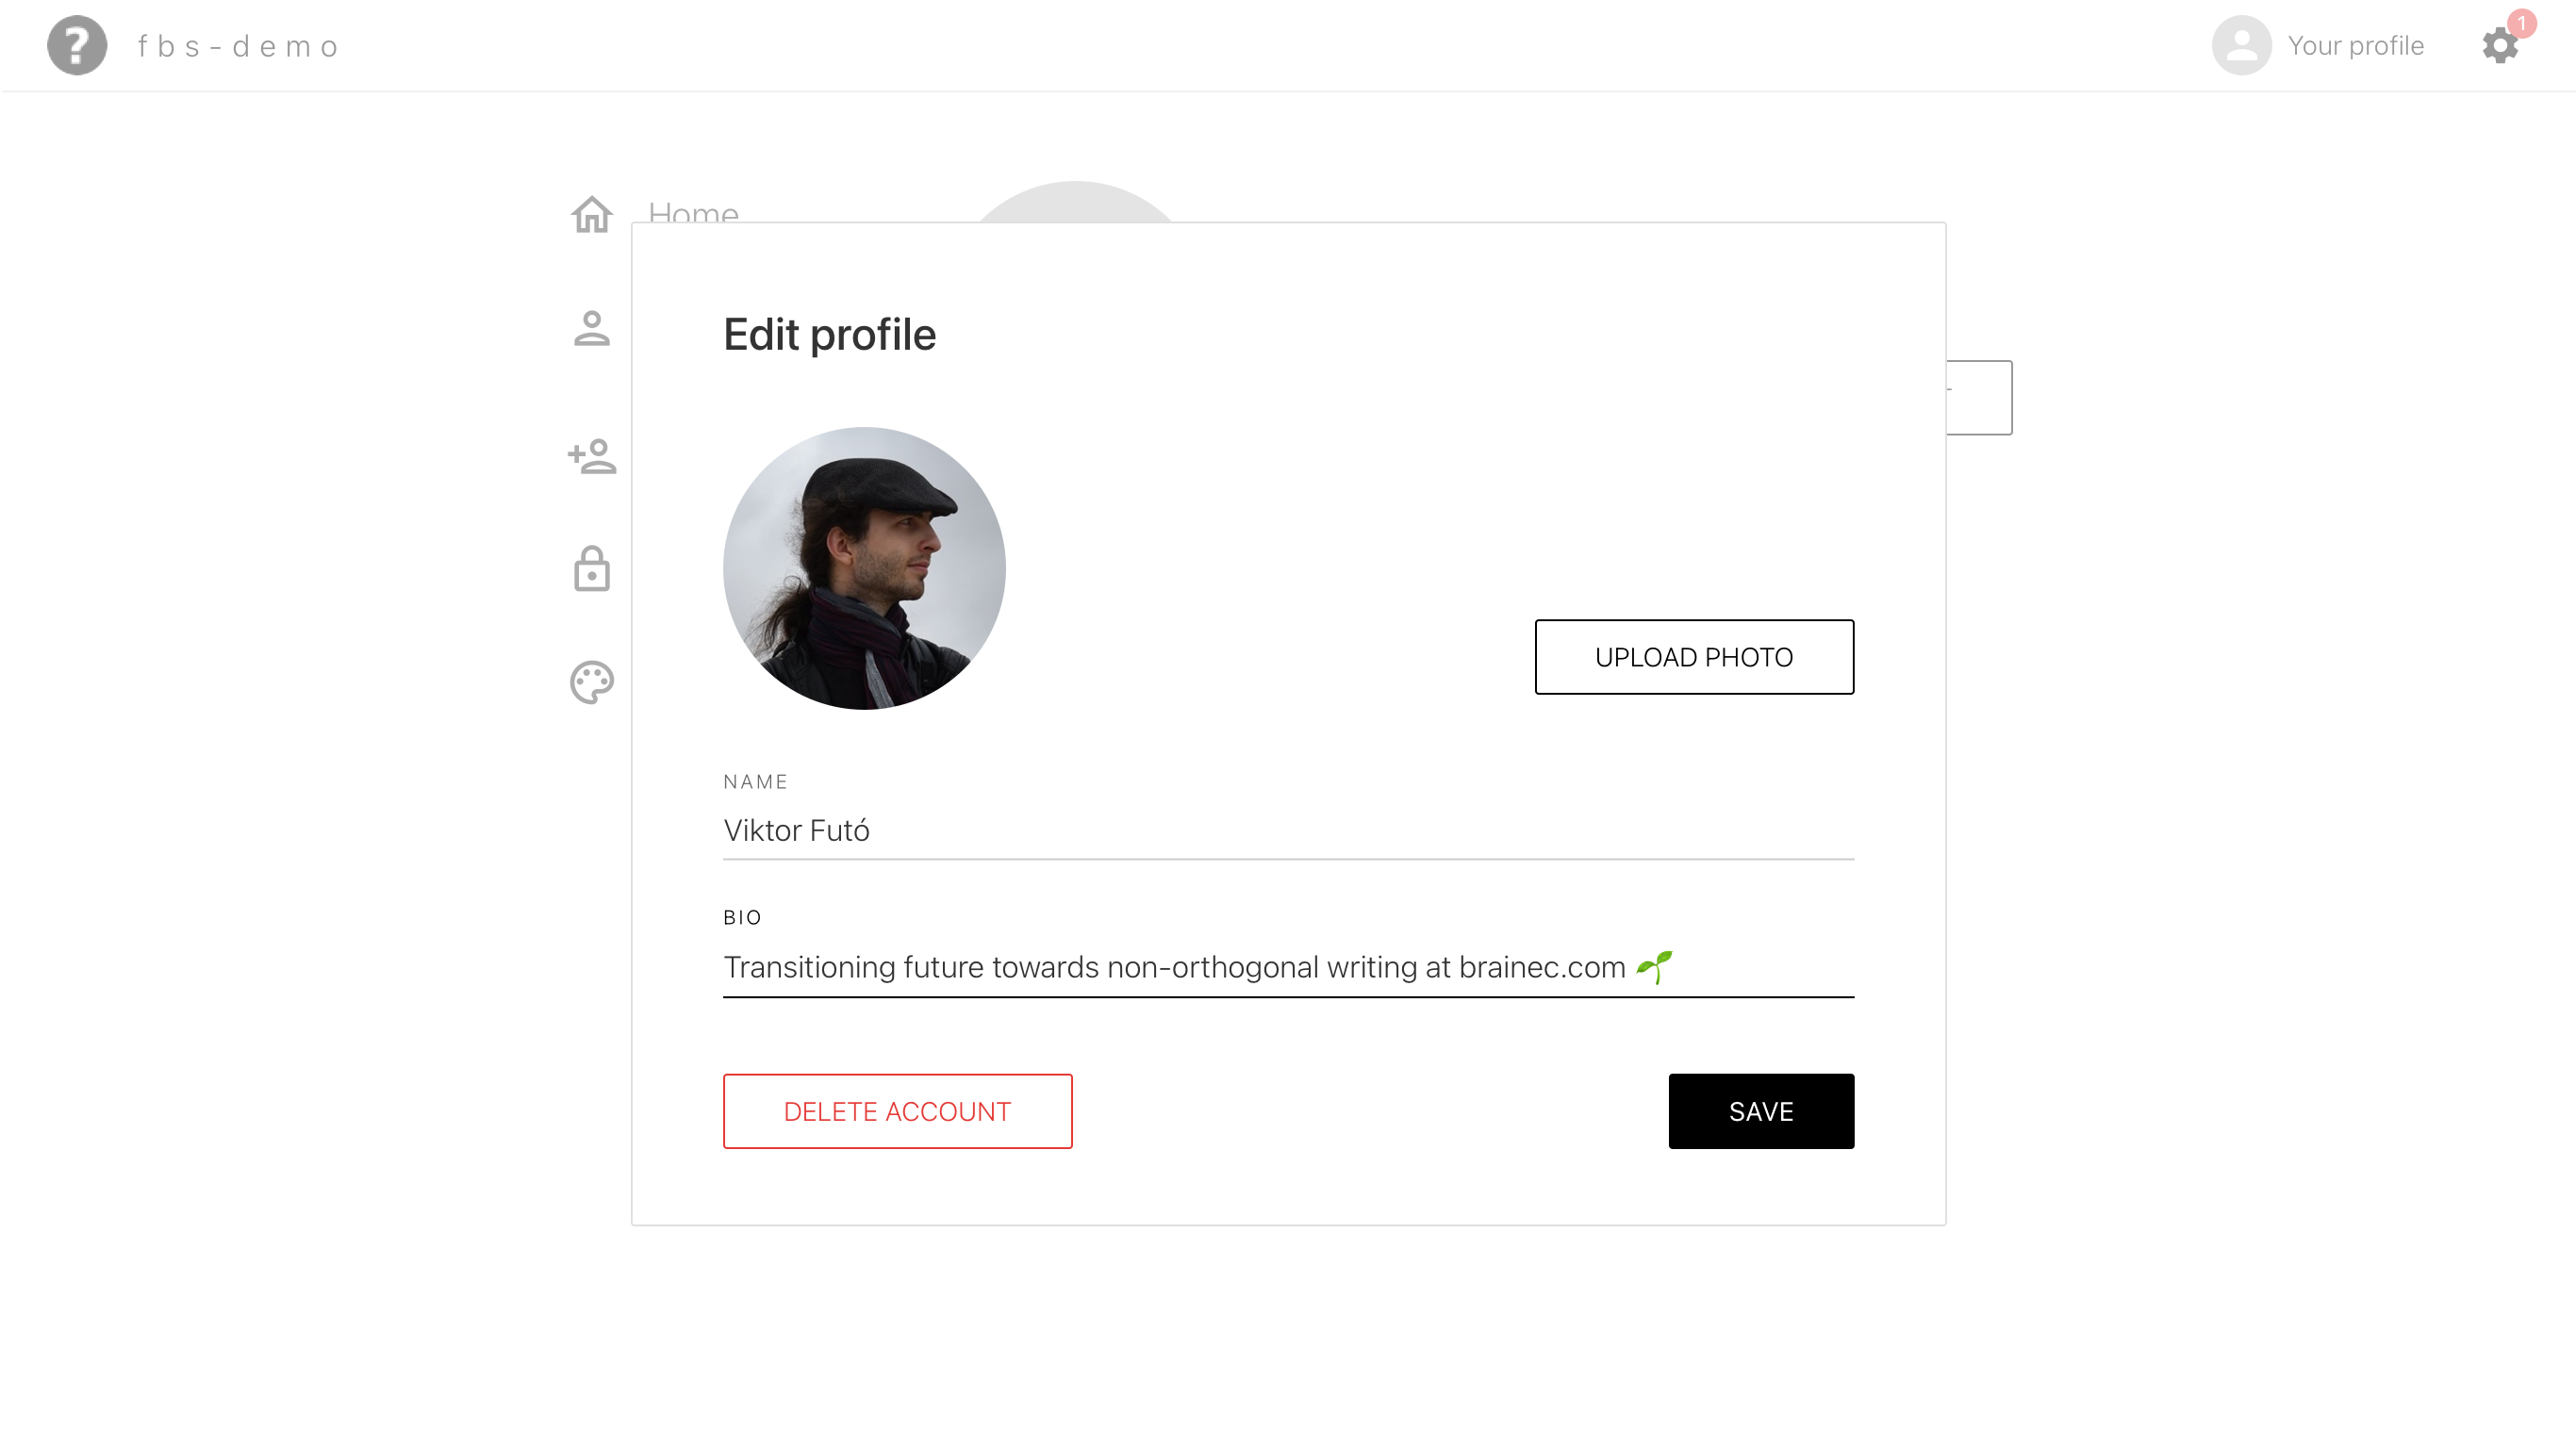 fbs-demo
Your profile
1
Home
Edit profile
UPLOAD PHOTO
NAME
Viktor Futó
BIO
Transitioning future towards non-orthogonal writing at brainec.com 🌱
DELETE ACCOUNT
SAVE